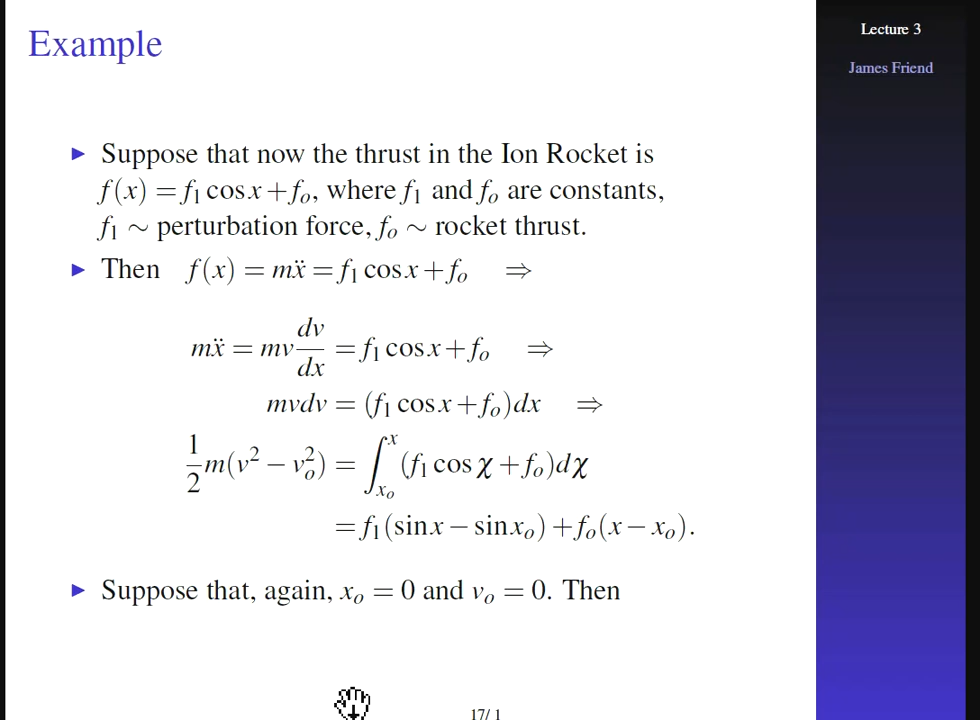 Example
Lecture 3
James Friend
▶ Suppose that now the thrust in the Ion Rocket is
f(x) = f₁ cos x + fₒ, where f₁ and fₒ are constants,
f₁ ∼ perturbation force, fₒ ∼ rocket thrust.
▶ Then f(x) = mẍ = f₁ cos x + fₒ ⇒
mẍ = mv dv/dx = f₁ cos x + fₒ ⇒
mvdv = (f₁ cos x + fₒ)dx ⇒
1/2 m(v² − vₒ²) = ∫ₓₒˣ (f₁ cos χ + fₒ)dχ
= f₁(sin x − sin xₒ) + fₒ(x − xₒ).
▶ Suppose that, again, xₒ = 0 and vₒ = 0. Then
17/ 1